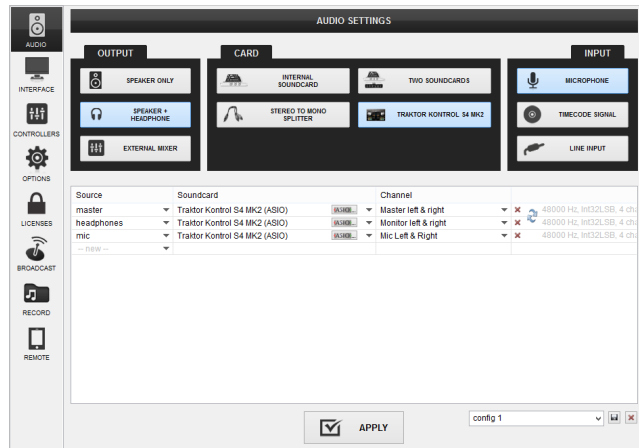 AUDIO SETTINGS
AUDIO
INTERFACE
CONTROLLERS
OPTIONS
LICENSES
BROADCAST
RECORD
REMOTE
OUTPUT
SPEAKER ONLY
SPEAKER +
HEADPHONE
EXTERNAL MIXER
CARD
INTERNAL
SOUNDCARD
TWO SOUNDCARDS
STEREO TO MONO
SPLITTER
TRAKTOR KONTROL S4 MK2
INPUT
MICROPHONE
TIMECODE SIGNAL
LINE INPUT
Source Soundcard Channel
master Traktor Kontrol S4 MK2 (ASIO) Master left & right 48000 Hz, Int32LSB, 4 cha
headphones Traktor Kontrol S4 MK2 (ASIO) Monitor left & right 48000 Hz, Int32LSB, 4 cha
mic Traktor Kontrol S4 MK2 (ASIO) Mic Left & Right 48000 Hz, Int32LSB, 4 cha
-- new --
APPLY
config 1